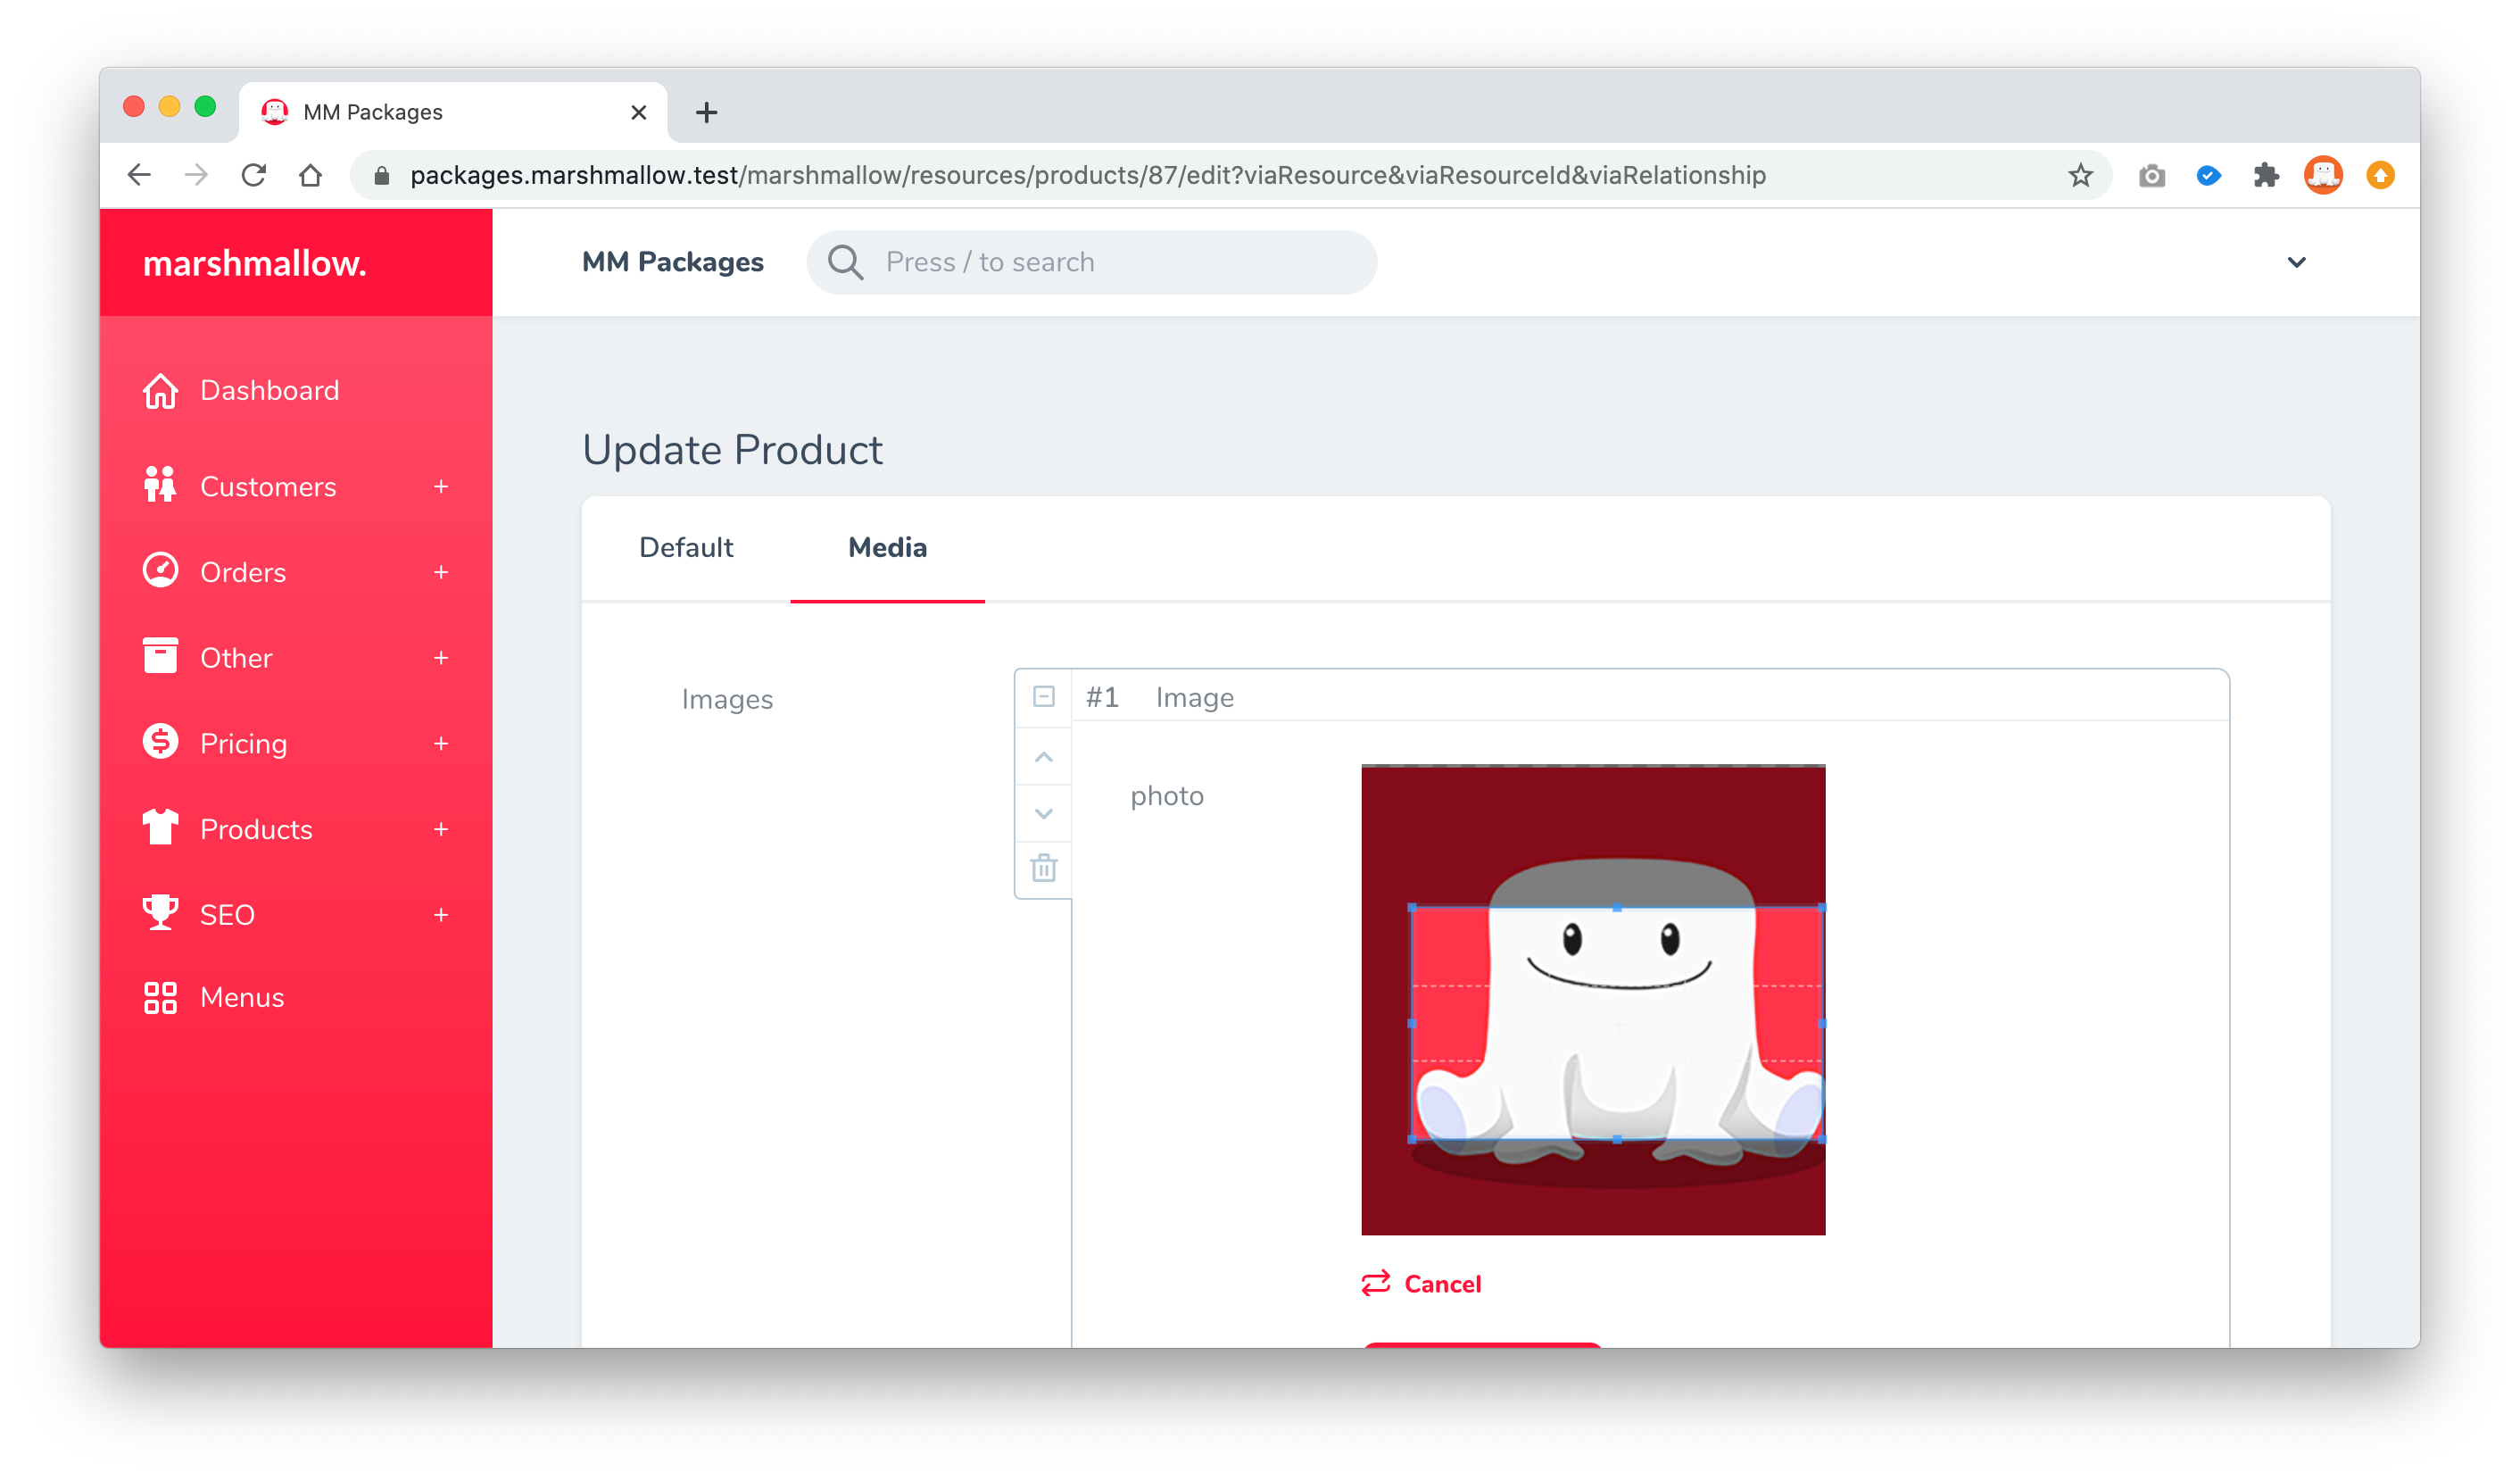 MM Packages
packages.marshmallow.test/marshmallow/resources/products/87/edit?viaResource&viaResourceId&viaRelationship
marshmallow.
MM Packages
Press / to search
Dashboard
Customers +
Orders +
Other +
Pricing +
Products +
SEO +
Menus
Update Product
Default
Media
Images
#1 Image
photo
Cancel